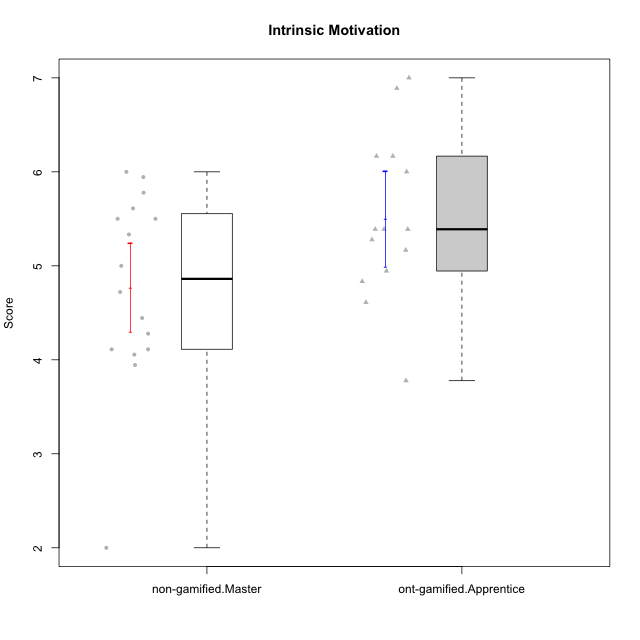 Intrinsic Motivation
Score
7
6
5
4
3
2
non-gamified.Master
ont-gamified.Apprentice